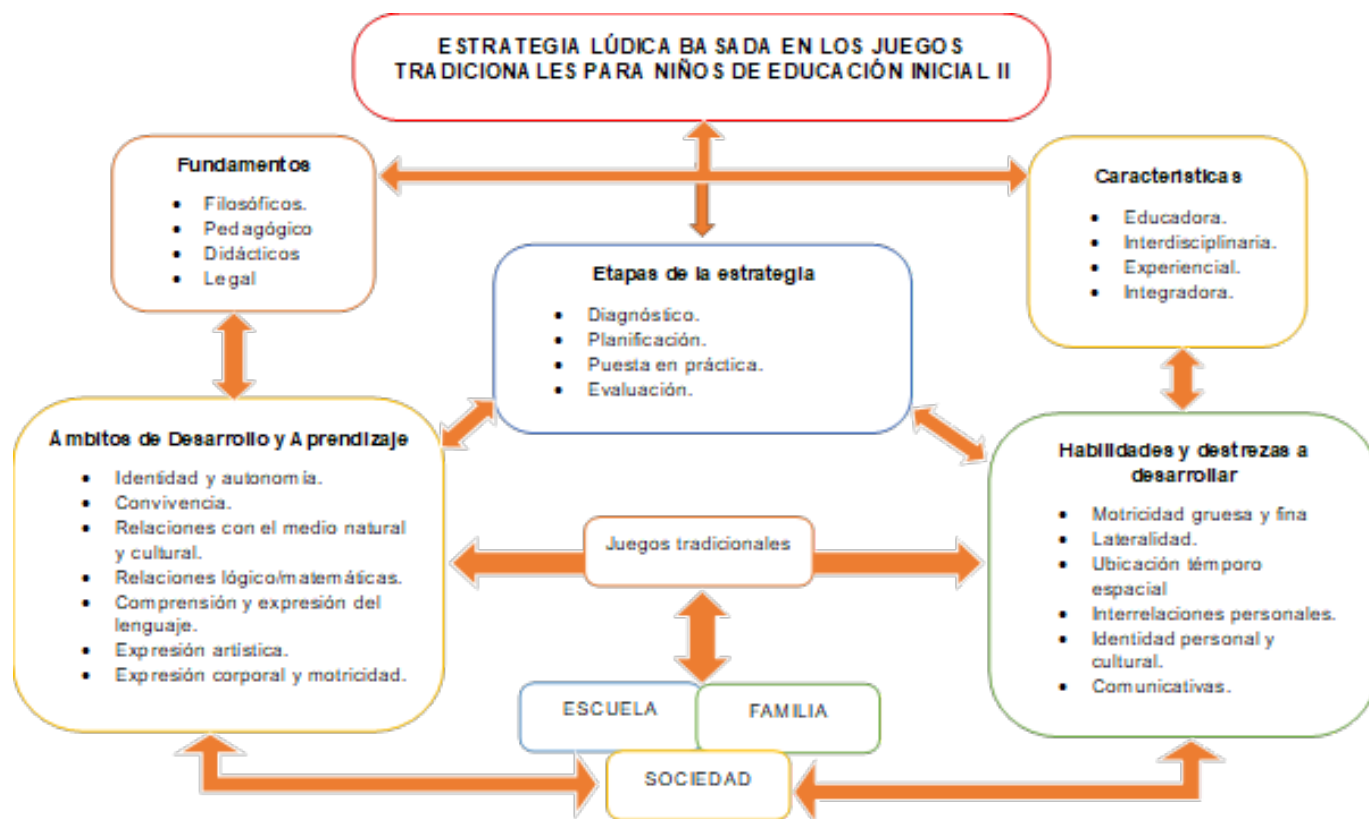 ESTRATEGIA LÚDICA BASADA EN LOS JUEGOS
TRADICIONALES PARA NIÑOS DE EDUCACIÓN INICIAL II
Fundamentos
• Filosóficos.
• Pedagógico
• Didácticos
• Legal
Características
• Educadora.
• Interdisciplinaria.
• Experiencial.
• Integradora.
Etapas de la estrategia
• Diagnóstico.
• Planificación.
• Puesta en práctica.
• Evaluación.
Ámbitos de Desarrollo y Aprendizaje
• Identidad y autonomía.
• Convivencia.
• Relaciones con el medio natural
y cultural.
• Relaciones lógico/matemáticas.
• Comprensión y expresión del
lenguaje.
• Expresión artística.
• Expresión corporal y motricidad.
Habilidades y destrezas a
desarrollar
• Motricidad gruesa y fina
• Lateralidad.
• Ubicación témporo
espacial
• Interrelaciones personales.
• Identidad personal y
cultural.
• Comunicativas.
Juegos tradicionales
ESCUELA
FAMILIA
SOCIEDAD